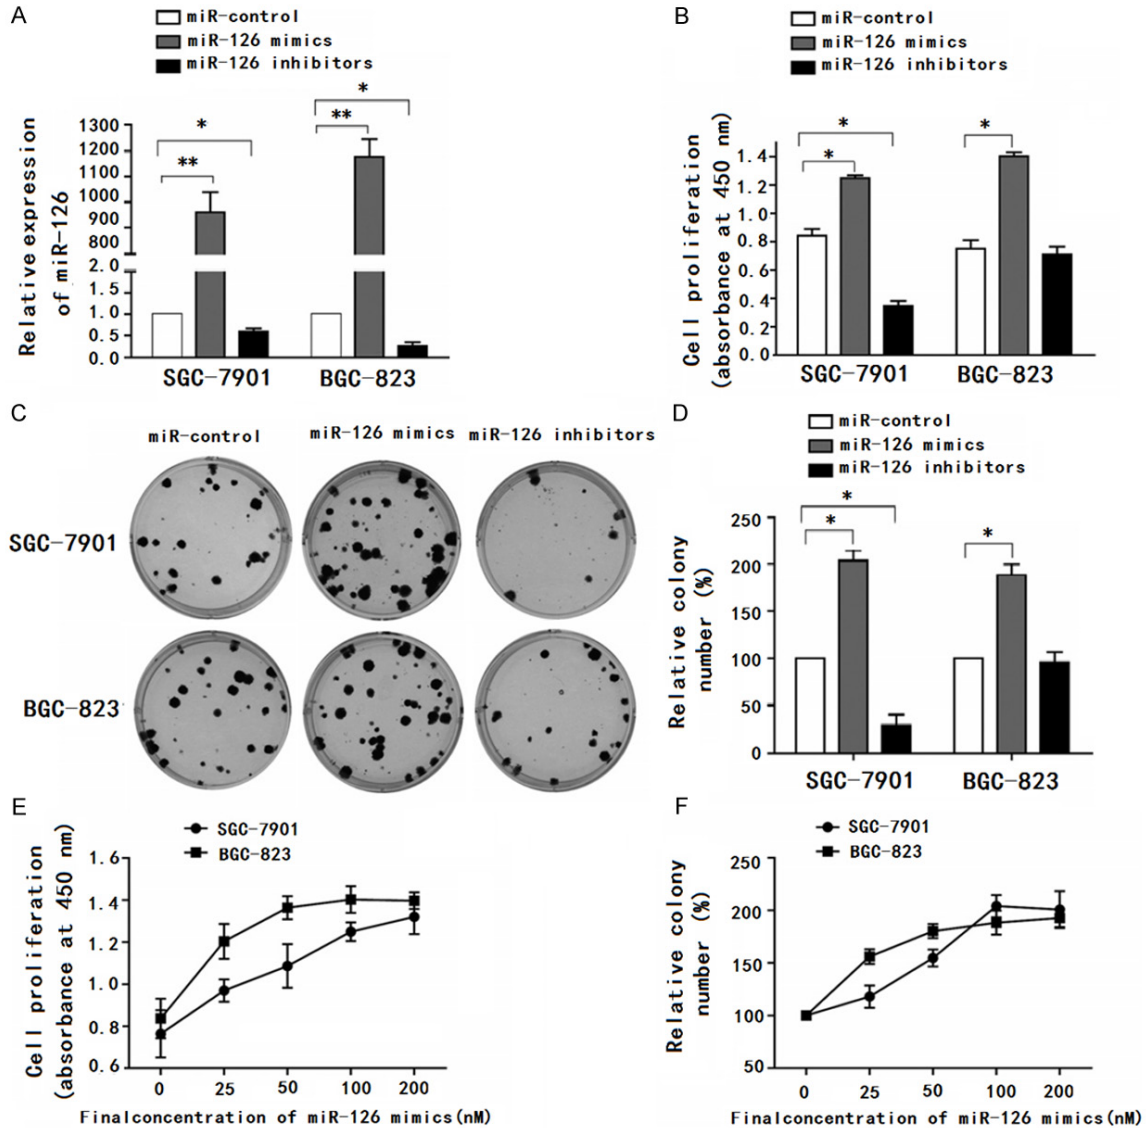 A
miR-control
miR-126 mimics
miR-126 inhibitors
Relative expression
of miR-126
1300
1200
1100
1000
900
800
2.0
1.5
1.0
0.5
0.0
*
**
*
**
SGC-7901
BGC-823
B
miR-control
miR-126 mimics
miR-126 inhibitors
Cell proliferation
(absorbance at 450 nm)
1.4
1.2
1.0
0.8
0.6
0.4
0.2
0.0
*
*
*
SGC-7901
BGC-823
C
miR-control
miR-126 mimics
miR-126 inhibitors
SGC-7901
BGC-823
D
miR-control
miR-126 mimics
miR-126 inhibitors
Relative colony
number (%)
250
200
150
100
50
0
*
*
*
SGC-7901
BGC-823
E
SGC-7901
BGC-823
Cell proliferation
(absorbance at 450 nm)
1.6
1.4
1.2
1.0
0.8
0.6
0
25
50
100
200
Finalconcentration of miR-126 mimics(nM)
F
SGC-7901
BGC-823
Relative colony
number (%)
250
200
150
100
50
0
25
50
100
200
Finalconcentration of miR-126 mimics(nM)